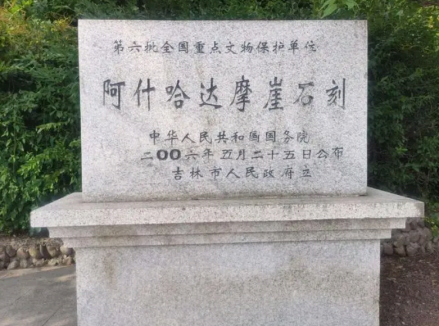 第六批全国重点文物保护单位
阿什哈达摩崖石刻
中华人民共和国国务院
二00六年五月二十五日公布
吉林市人民政府立